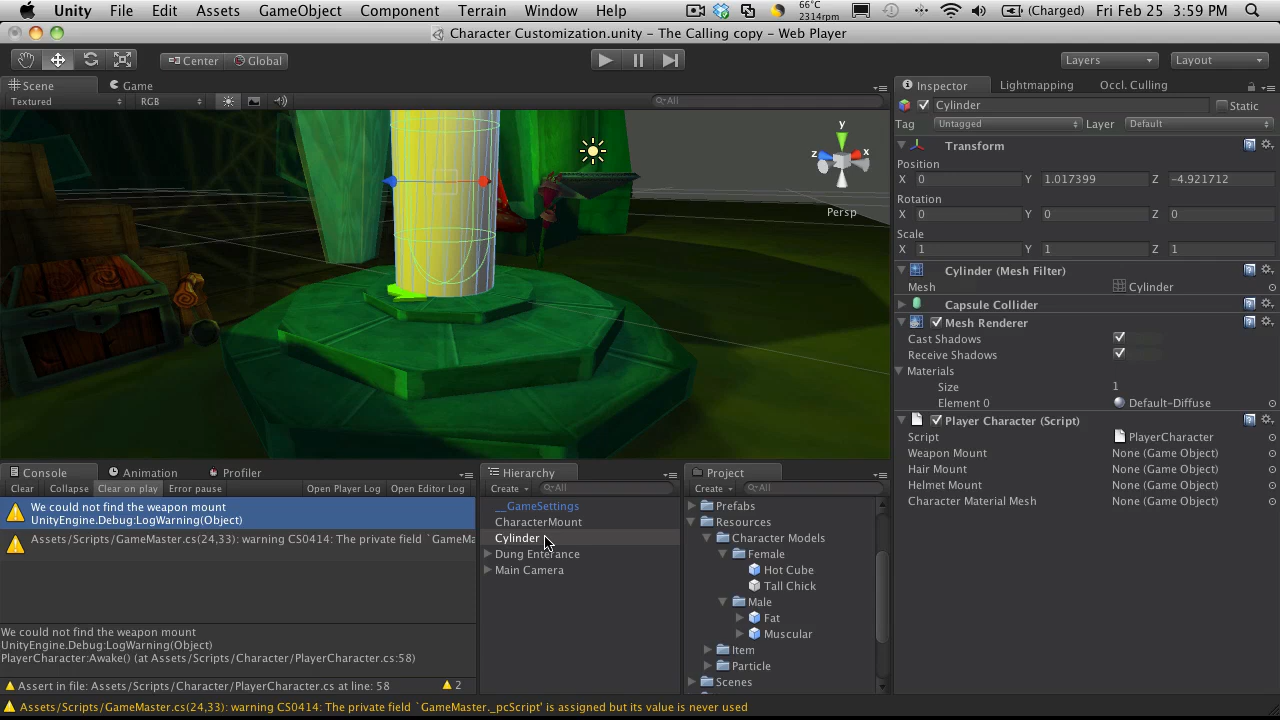 Unity File Edit Assets GameObject Component Terrain Window Help 66°C 2314rpm (Charged) Fri Feb 25 3:59 PM
Character Customization.unity - The Calling copy - Web Player
Center Global Layers Layout
Scene Game
Textured RGB All
y
x
z
Persp
Inspector Lightmapping Occl. Culling
Cylinder Static
Tag Untagged Layer Default
Transform
Position
X 0 Y 1.017399 Z -4.921712
Rotation
X 0 Y 0 Z 0
Scale
X 1 Y 1 Z 1
Cylinder (Mesh Filter)
Mesh Cylinder
Capsule Collider
Mesh Renderer
Cast Shadows
Receive Shadows
Materials
Size 1
Element 0 Default-Diffuse
Player Character (Script)
Script PlayerCharacter
Weapon Mount None (Game Object)
Hair Mount None (Game Object)
Helmet Mount None (Game Object)
Character Material Mesh None (Game Object)
Console Animation Profiler
Clear Collapse Clear on play Error pause Open Player Log Open Editor Log
We could not find the weapon mount
UnityEngine.Debug:LogWarning(Object)
Assets/Scripts/GameMaster.cs(24,33): warning CS0414: The private field `GameMa
We could not find the weapon mount
UnityEngine.Debug:LogWarning(Object)
PlayerCharacter:Awake() (at Assets/Scripts/Character/PlayerCharacter.cs:58)
Assert in file: Assets/Scripts/Character/PlayerCharacter.cs at line: 58 2
Hierarchy
Create All
__GameSettings
CharacterMount
Cylinder
Dung Enterance
Main Camera
Project
Create All
Prefabs
Resources
Character Models
Female
Hot Cube
Tall Chick
Male
Fat
Muscular
Item
Particle
Scenes
Assets/Scripts/GameMaster.cs(24,33): warning CS0414: The private field `GameMaster._pcScript' is assigned but its value is never used